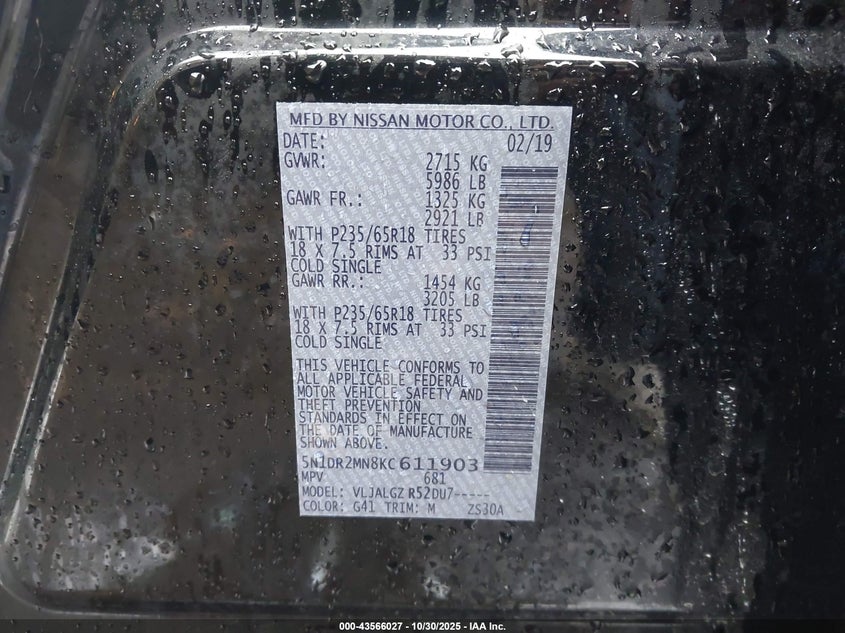 MFD BY NISSAN MOTOR CO., LTD.
DATE: 02/19
GVWR: 2715 KG
5986 LB
GAWR FR.: 1325 KG
2921 LB
WITH P235/65R18 TIRES
18 X 7.5 RIMS AT 33 PSI
COLD SINGLE
GAWR RR.: 1454 KG
3205 LB
WITH P235/65R18 TIRES
18 X 7.5 RIMS AT 33 PSI
COLD SINGLE
THIS VEHICLE CONFORMS TO
ALL APPLICABLE FEDERAL
MOTOR VEHICLE SAFETY AND
THEFT PREVENTION
STANDARDS IN EFFECT ON
THE DATE OF MANUFACTURE
SHOWN ABOVE.
5N1DR2MN8KC611903
MPV 681
MODEL: VLJALGZ R52DU7-----
COLOR: G41 TRIM: M ZS30A
000-43566027 - 10/30/2025 - IAA Inc.